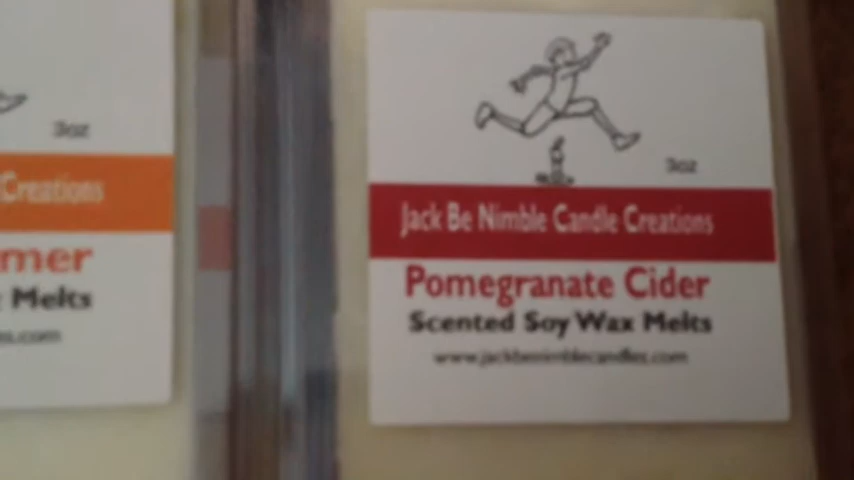 3oz
Creations
mer
Melts
s.com
3oz
Jack Be Nimble Candle Creations
Pomegranate Cider
Scented Soy Wax Melts
www.jackbenimblecandles.com